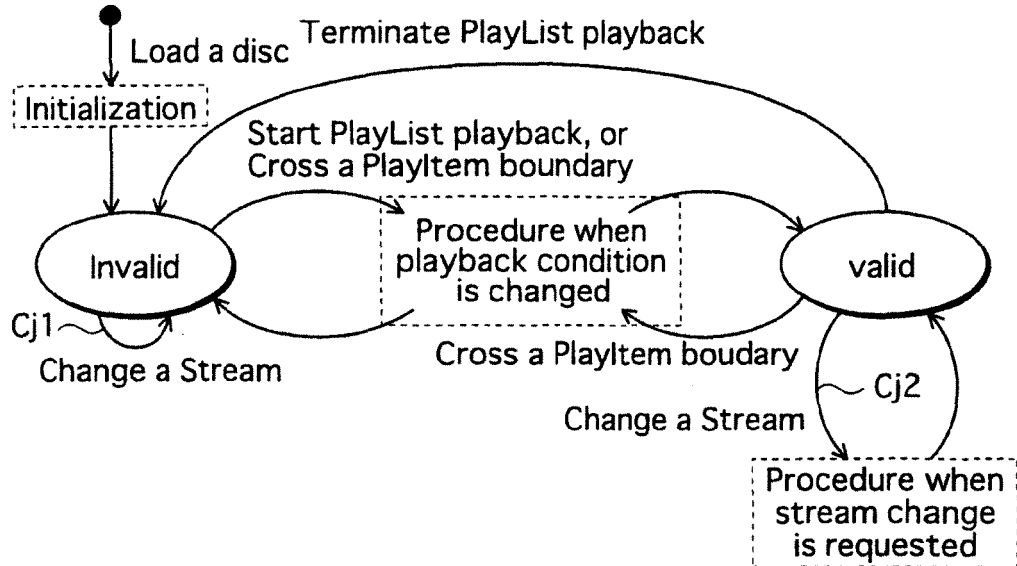 Terminate PlayList playback
Load a disc
Initialization
Start PlayList playback, or
Cross a PlayItem boundary
Procedure when
playback condition
is changed
Invalid
valid
Cj1
Change a Stream
Cross a PlayItem boudary
Cj2
Change a Stream
Procedure when
stream change
is requested